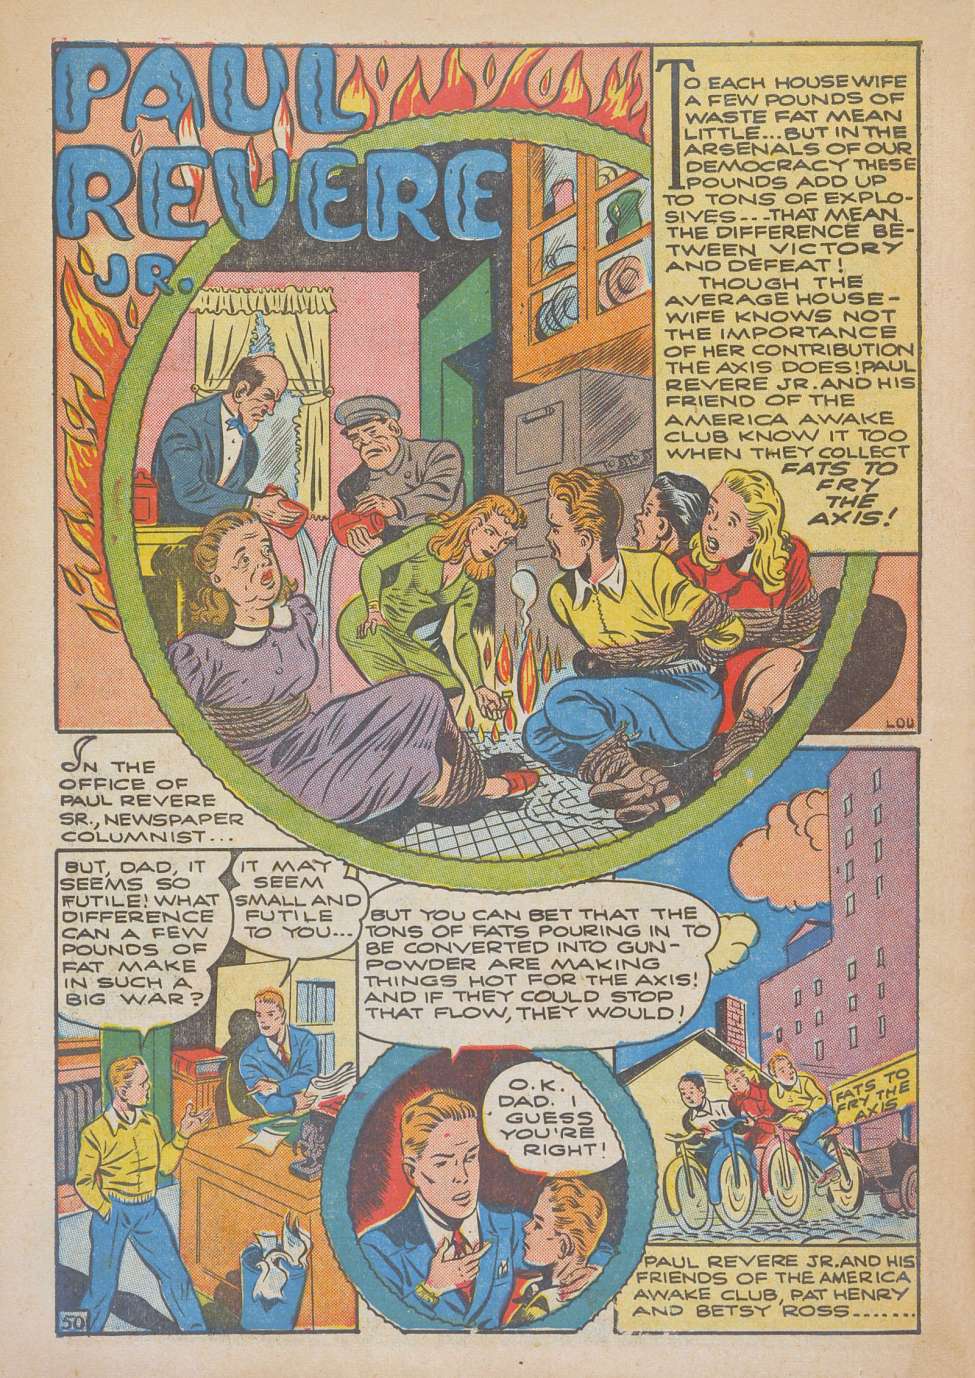 PAUL
REVERE
JR.
TO EACH HOUSEWIFE
A FEW POUNDS OF
WASTE FAT MEAN
LITTLE...BUT IN THE
ARSENALS OF OUR
DEMOCRACY THESE
POUNDS ADD UP
TO TONS OF EXPLO-
SIVES---THAT MEAN
THE DIFFERENCE BE-
TWEEN VICTORY
AND DEFEAT!
THOUGH THE
AVERAGE HOUSE-
WIFE KNOWS NOT
THE IMPORTANCE
OF HER CONTRIBUTION
THE AXIS DOES! PAUL
REVERE JR. AND HIS
FRIEND OF THE
AMERICA AWAKE
CLUB KNOW IT TOO
WHEN THEY COLLECT
FATS TO
FRY
THE
AXIS!
LOU
IN THE
OFFICE OF
PAUL REVERE
SR., NEWSPAPER
COLUMNIST...
BUT, DAD, IT
SEEMS SO
FUTILE! WHAT
DIFFERENCE
CAN A FEW
POUNDS OF
FAT MAKE
IN SUCH A
BIG WAR?
IT MAY
SEEM
SMALL AND
FUTILE
TO YOU...
BUT YOU CAN BET THAT THE
TONS OF FATS POURING IN TO
BE CONVERTED INTO GUN-
POWDER ARE MAKING
THINGS HOT FOR THE AXIS!
AND IF THEY COULD STOP
THAT FLOW, THEY WOULD!
O.K.
DAD. I
GUESS
YOU'RE
RIGHT!
FATS TO
FRY THE
AXIS
PAUL REVERE JR. AND HIS
FRIENDS OF THE AMERICA
AWAKE CLUB, PAT HENRY
AND BETSY ROSS.......
50